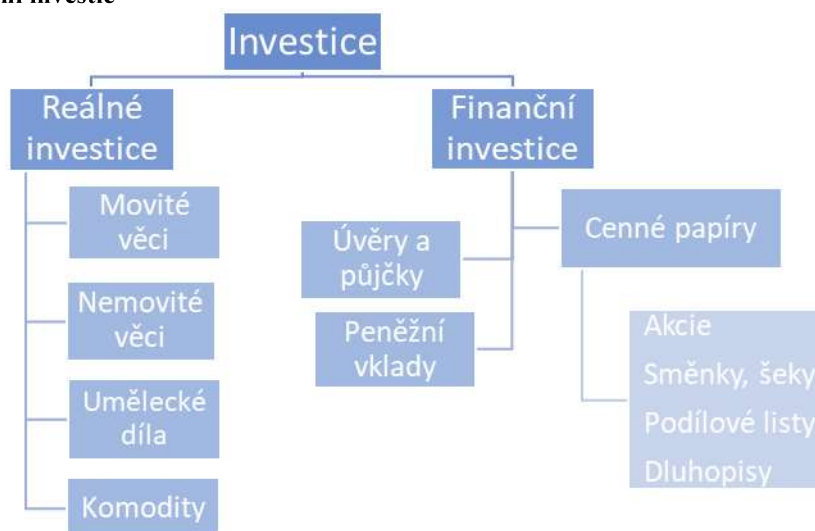 Investice
Reálné
investice
Movité
věci
Nemovité
věci
Umělecké
díla
Komodity
Finanční
investice
Úvěry a
půjčky
Peněžní
vklady
Cenné papíry
Akcie
Směnky, šeky
Podílové listy
Dluhopisy